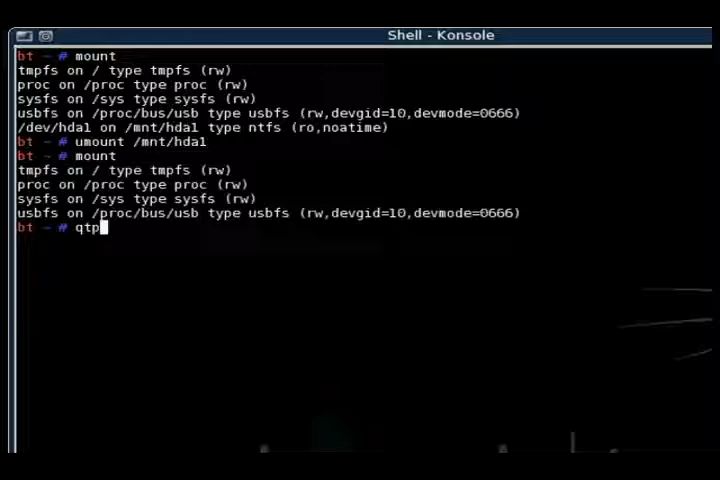 Shell - Konsole
bt ~ # mount
tmpfs on / type tmpfs (rw)
proc on /proc type proc (rw)
sysfs on /sys type sysfs (rw)
usbfs on /proc/bus/usb type usbfs (rw,devgid=10,devmode=0666)
/dev/hda1 on /mnt/hda1 type ntfs (ro,noatime)
bt ~ # umount /mnt/hda1
bt ~ # mount
tmpfs on / type tmpfs (rw)
proc on /proc type proc (rw)
sysfs on /sys type sysfs (rw)
usbfs on /proc/bus/usb type usbfs (rw,devgid=10,devmode=0666)
bt ~ # qtp